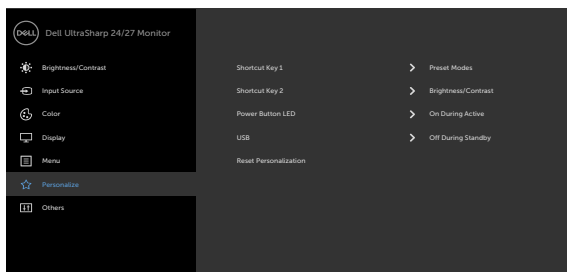 DELL Dell UltraSharp 24/27 Monitor
Brightness/Contrast
Input Source
Color
Display
Menu
Personalize
Others
Shortcut Key 1 Preset Modes
Shortcut Key 2 Brightness/Contrast
Power Button LED On During Active
USB Off During Standby
Reset Personalization